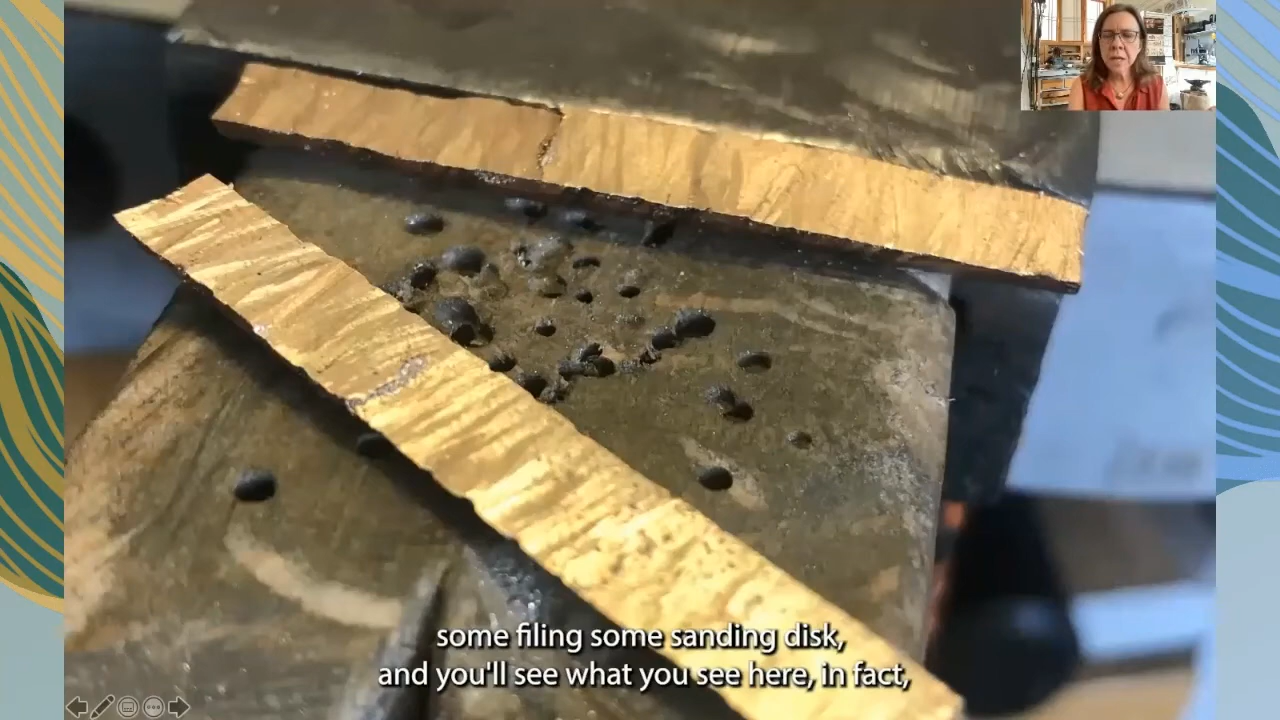 some filing some sanding disk,
and you'll see what you see here, in fact,